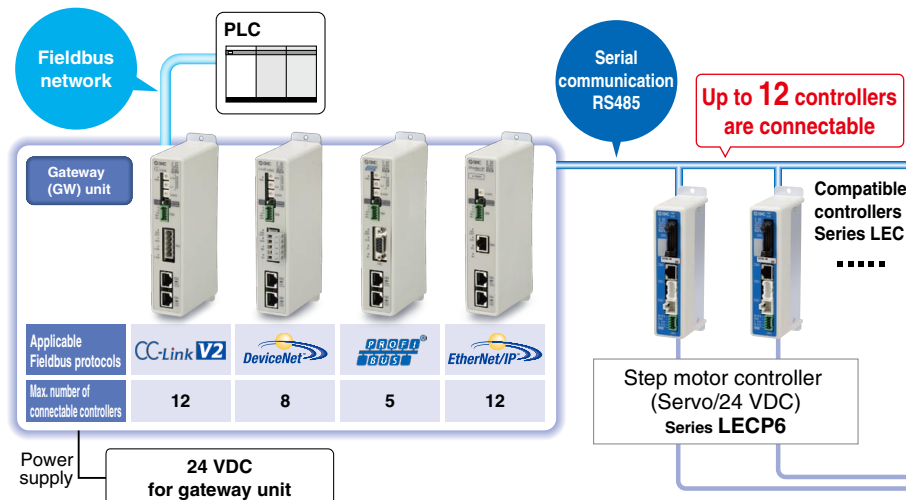 Fieldbus
network
PLC
Serial
communication
RS485
Up to 12 controllers
are connectable
Gateway
(GW) unit
Compatible
controllers
Series LEC
Applicable
Fieldbus protocols
CC-Link V2
DeviceNet
PROFI
BUS
EtherNet/IP
Max. number of
connectable controllers
12
8
5
12
Step motor controller
(Servo/24 VDC)
Series LECP6
Power
supply
24 VDC
for gateway unit